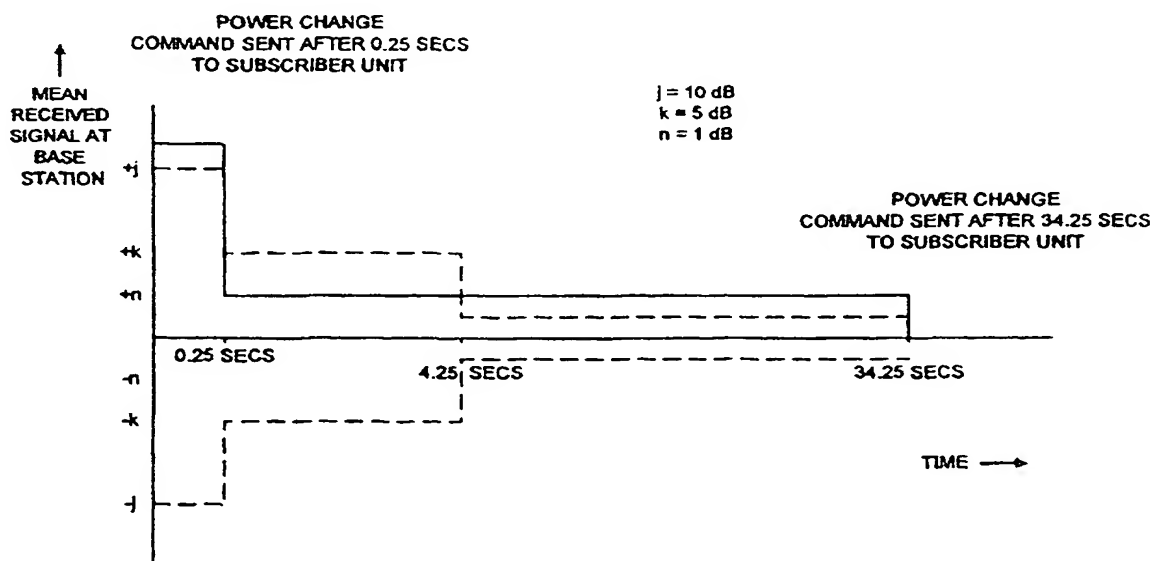 POWER CHANGE
COMMAND SENT AFTER 0.25 SECS
TO SUBSCRIBER UNIT
MEAN
RECEIVED
SIGNAL AT
BASE
STATION
j = 10 dB
k = 5 dB
n = 1 dB
+j
POWER CHANGE
COMMAND SENT AFTER 34.25 SECS
TO SUBSCRIBER UNIT
+k
+n
0.25 SECS
4.25 SECS
34.25 SECS
-n
-k
TIME
-j